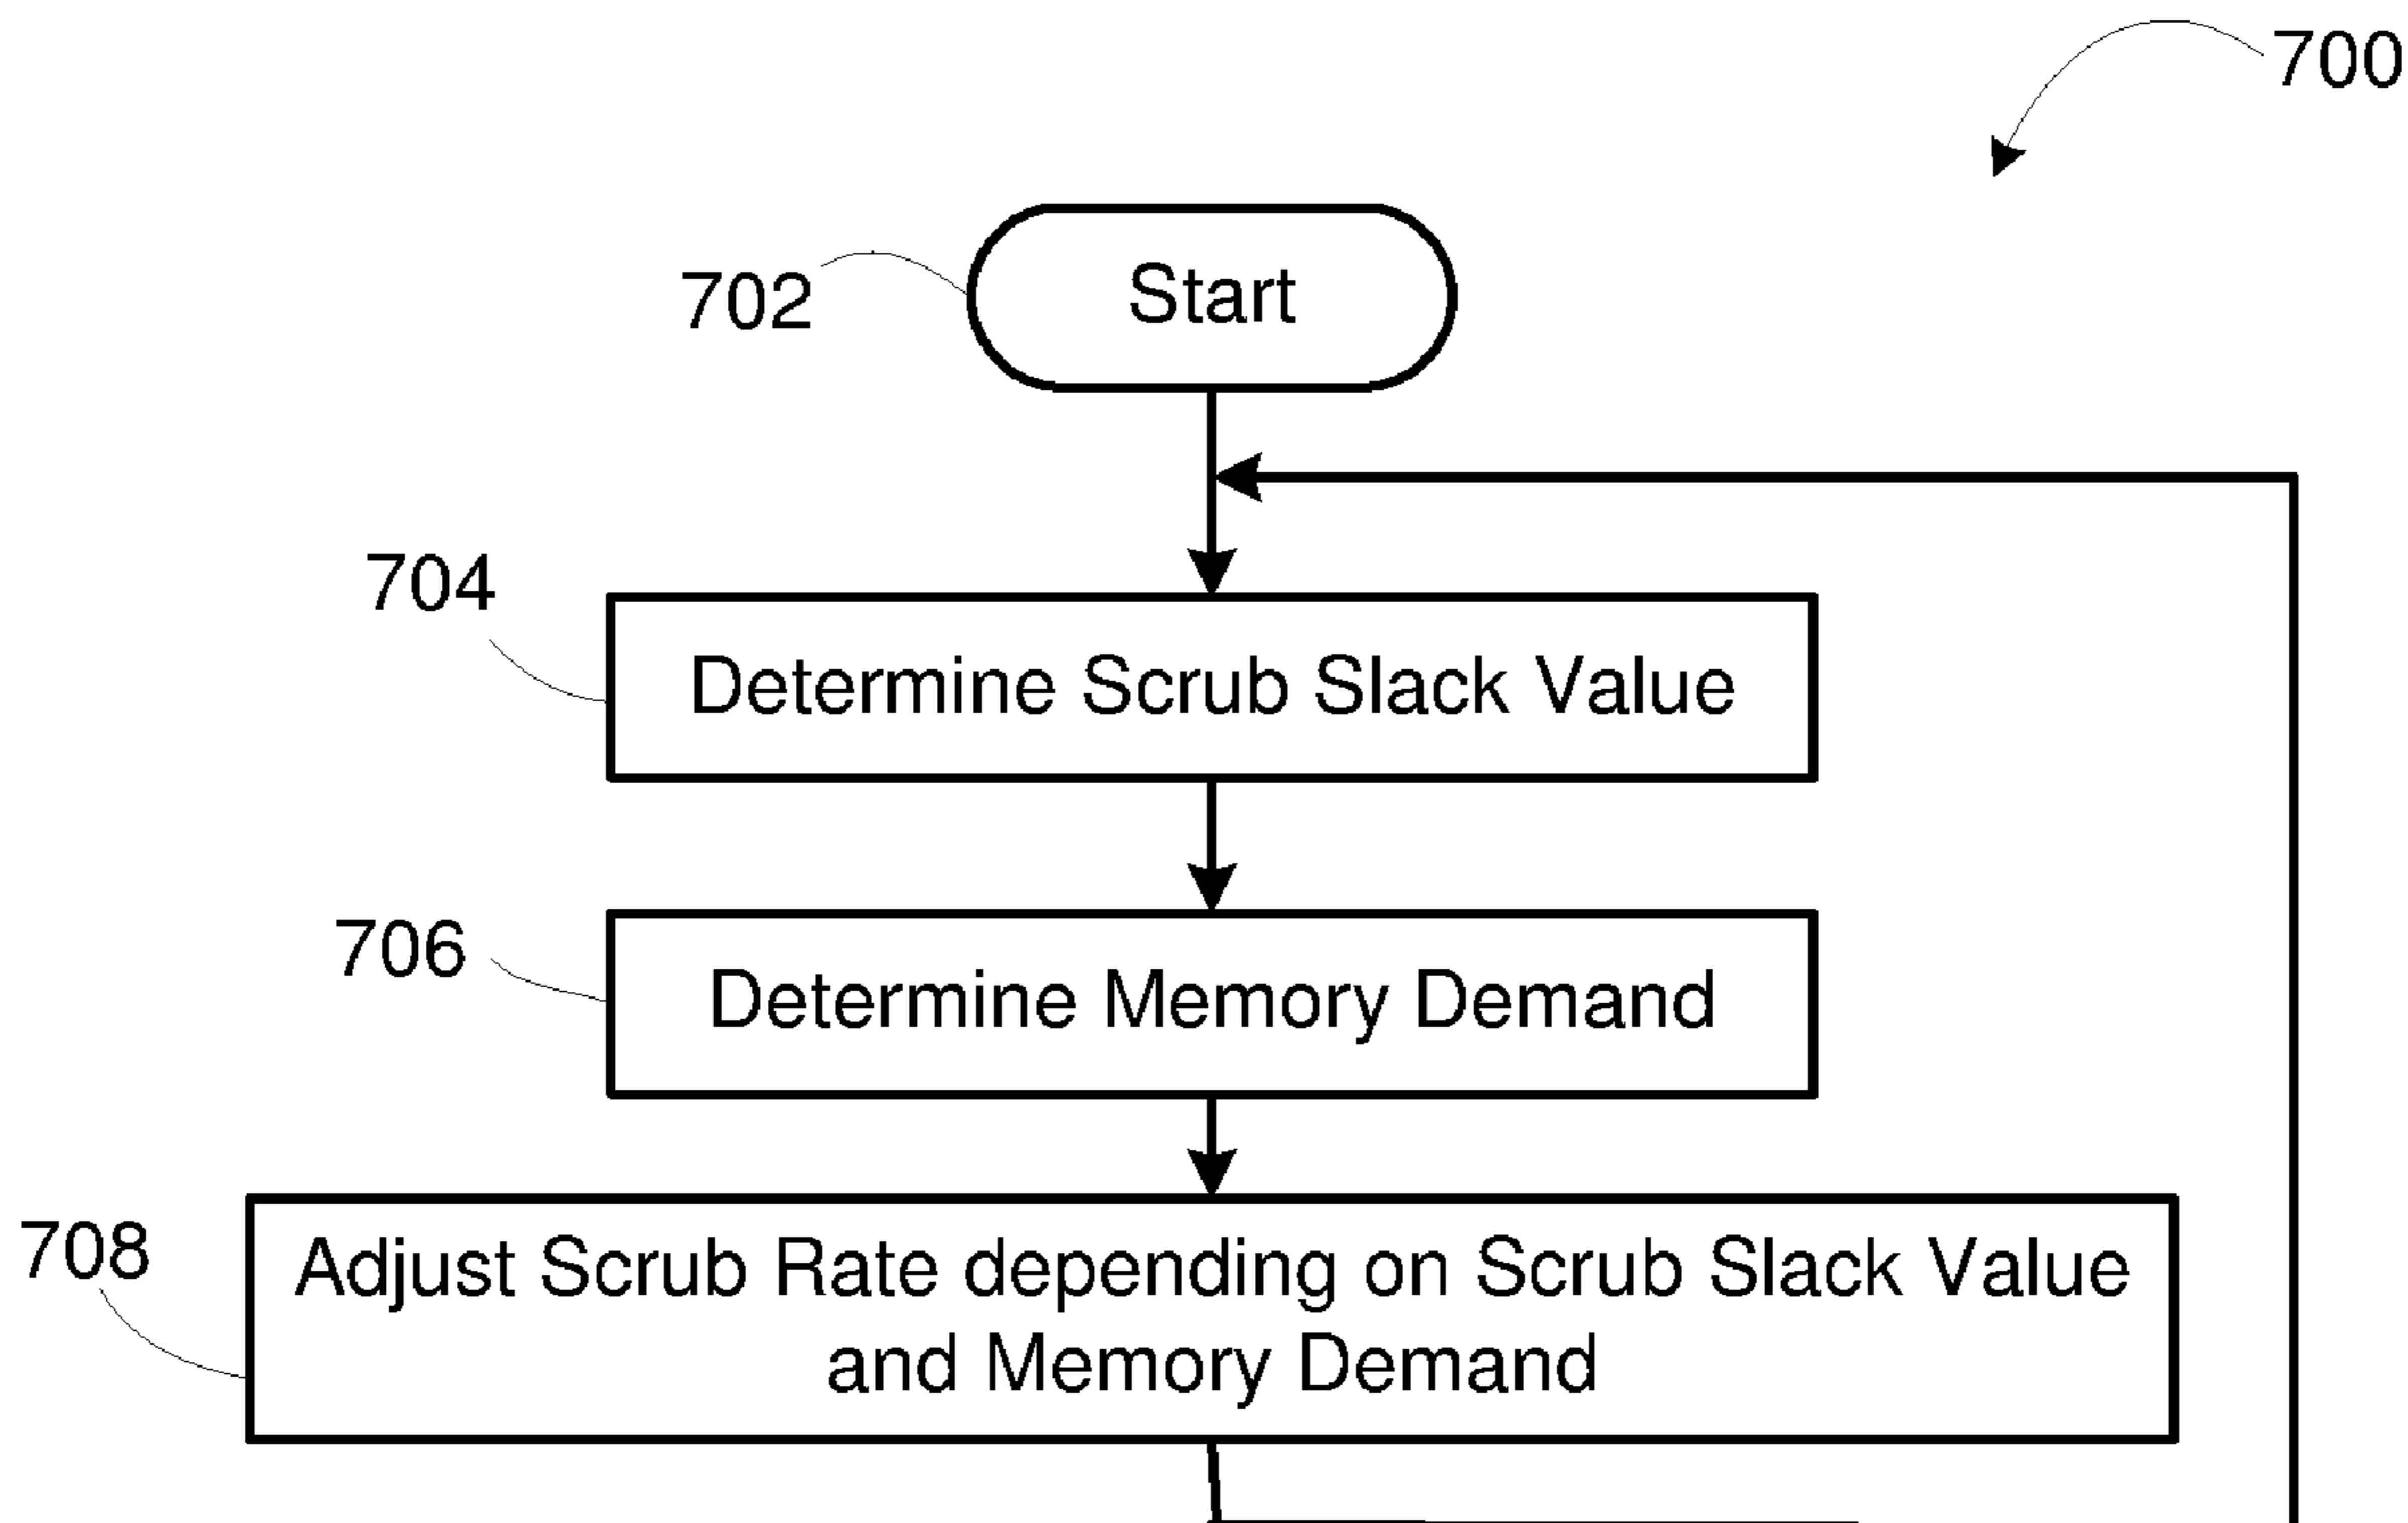 700
702
Start
704
Determine Scrub Slack Value
706
Determine Memory Demand
708
Adjust Scrub Rate depending on Scrub Slack Value
and Memory Demand